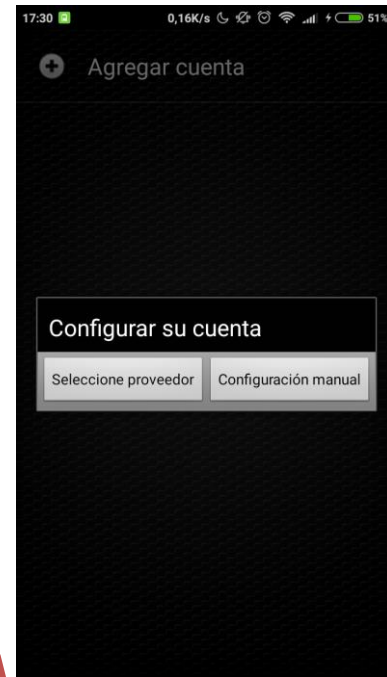 17:30 0,16K/s 51%
Agregar cuenta
Configurar su cuenta
Seleccione proveedor Configuración manual